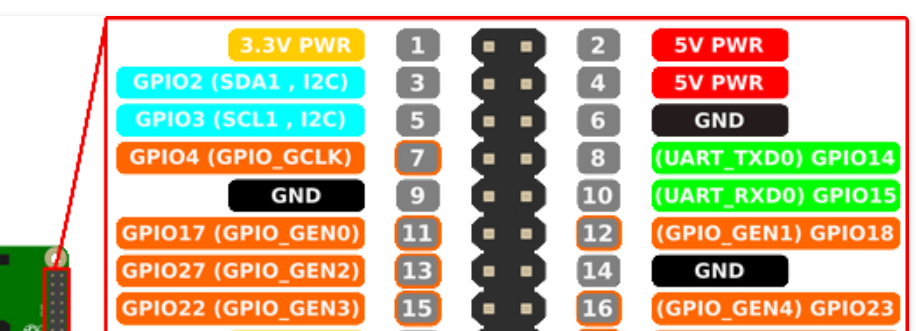 3.3V PWR 1 2 5V PWR
GPIO2 (SDA1 , I2C) 3 4 5V PWR
GPIO3 (SCL1 , I2C) 5 6 GND
GPIO4 (GPIO_GCLK) 7 8 (UART_TXD0) GPIO14
GND 9 10 (UART_RXD0) GPIO15
GPIO17 (GPIO_GEN0) 11 12 (GPIO_GEN1) GPIO18
GPIO27 (GPIO_GEN2) 13 14 GND
GPIO22 (GPIO_GEN3) 15 16 (GPIO_GEN4) GPIO23